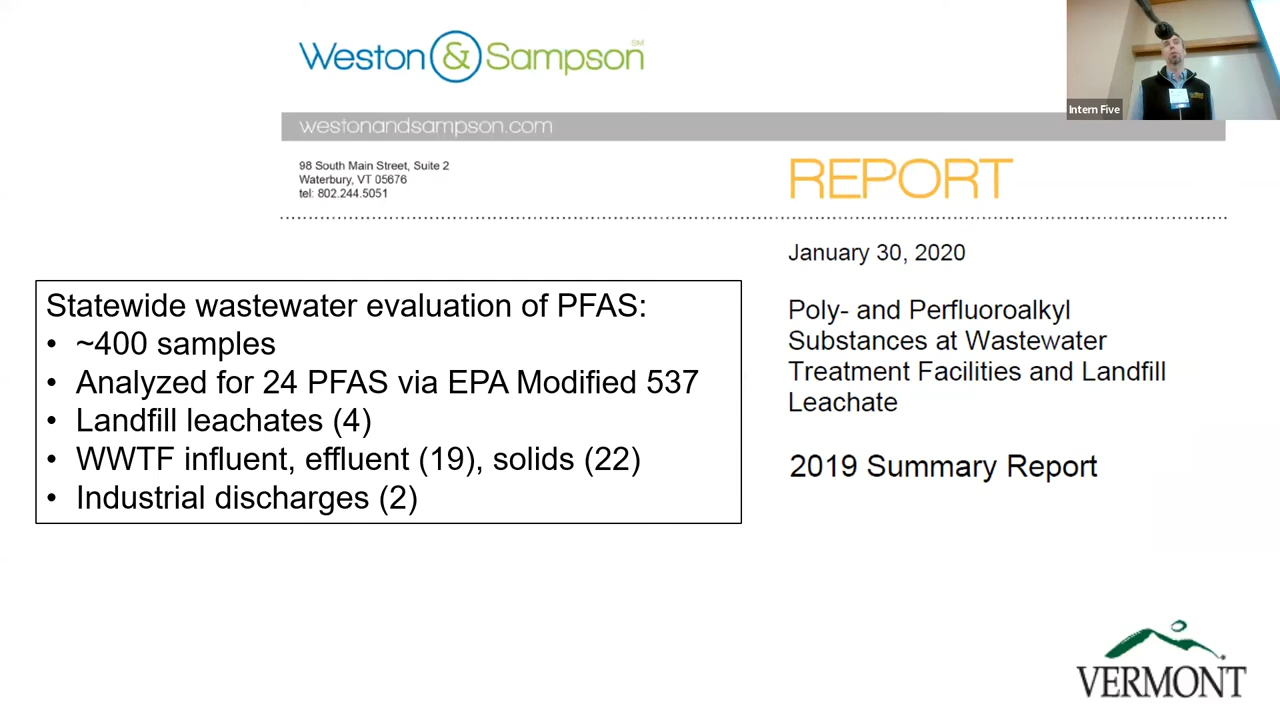 Weston & Sampson SM
westonandsampson.com
98 South Main Street, Suite 2
Waterbury, VT 05676
tel: 802.244.5051
REPORT
January 30, 2020
Poly- and Perfluoroalkyl
Substances at Wastewater
Treatment Facilities and Landfill
Leachate
2019 Summary Report
Statewide wastewater evaluation of PFAS:
• ~400 samples
• Analyzed for 24 PFAS via EPA Modified 537
• Landfill leachates (4)
• WWTF influent, effluent (19), solids (22)
• Industrial discharges (2)
Intern Five
VERMONT